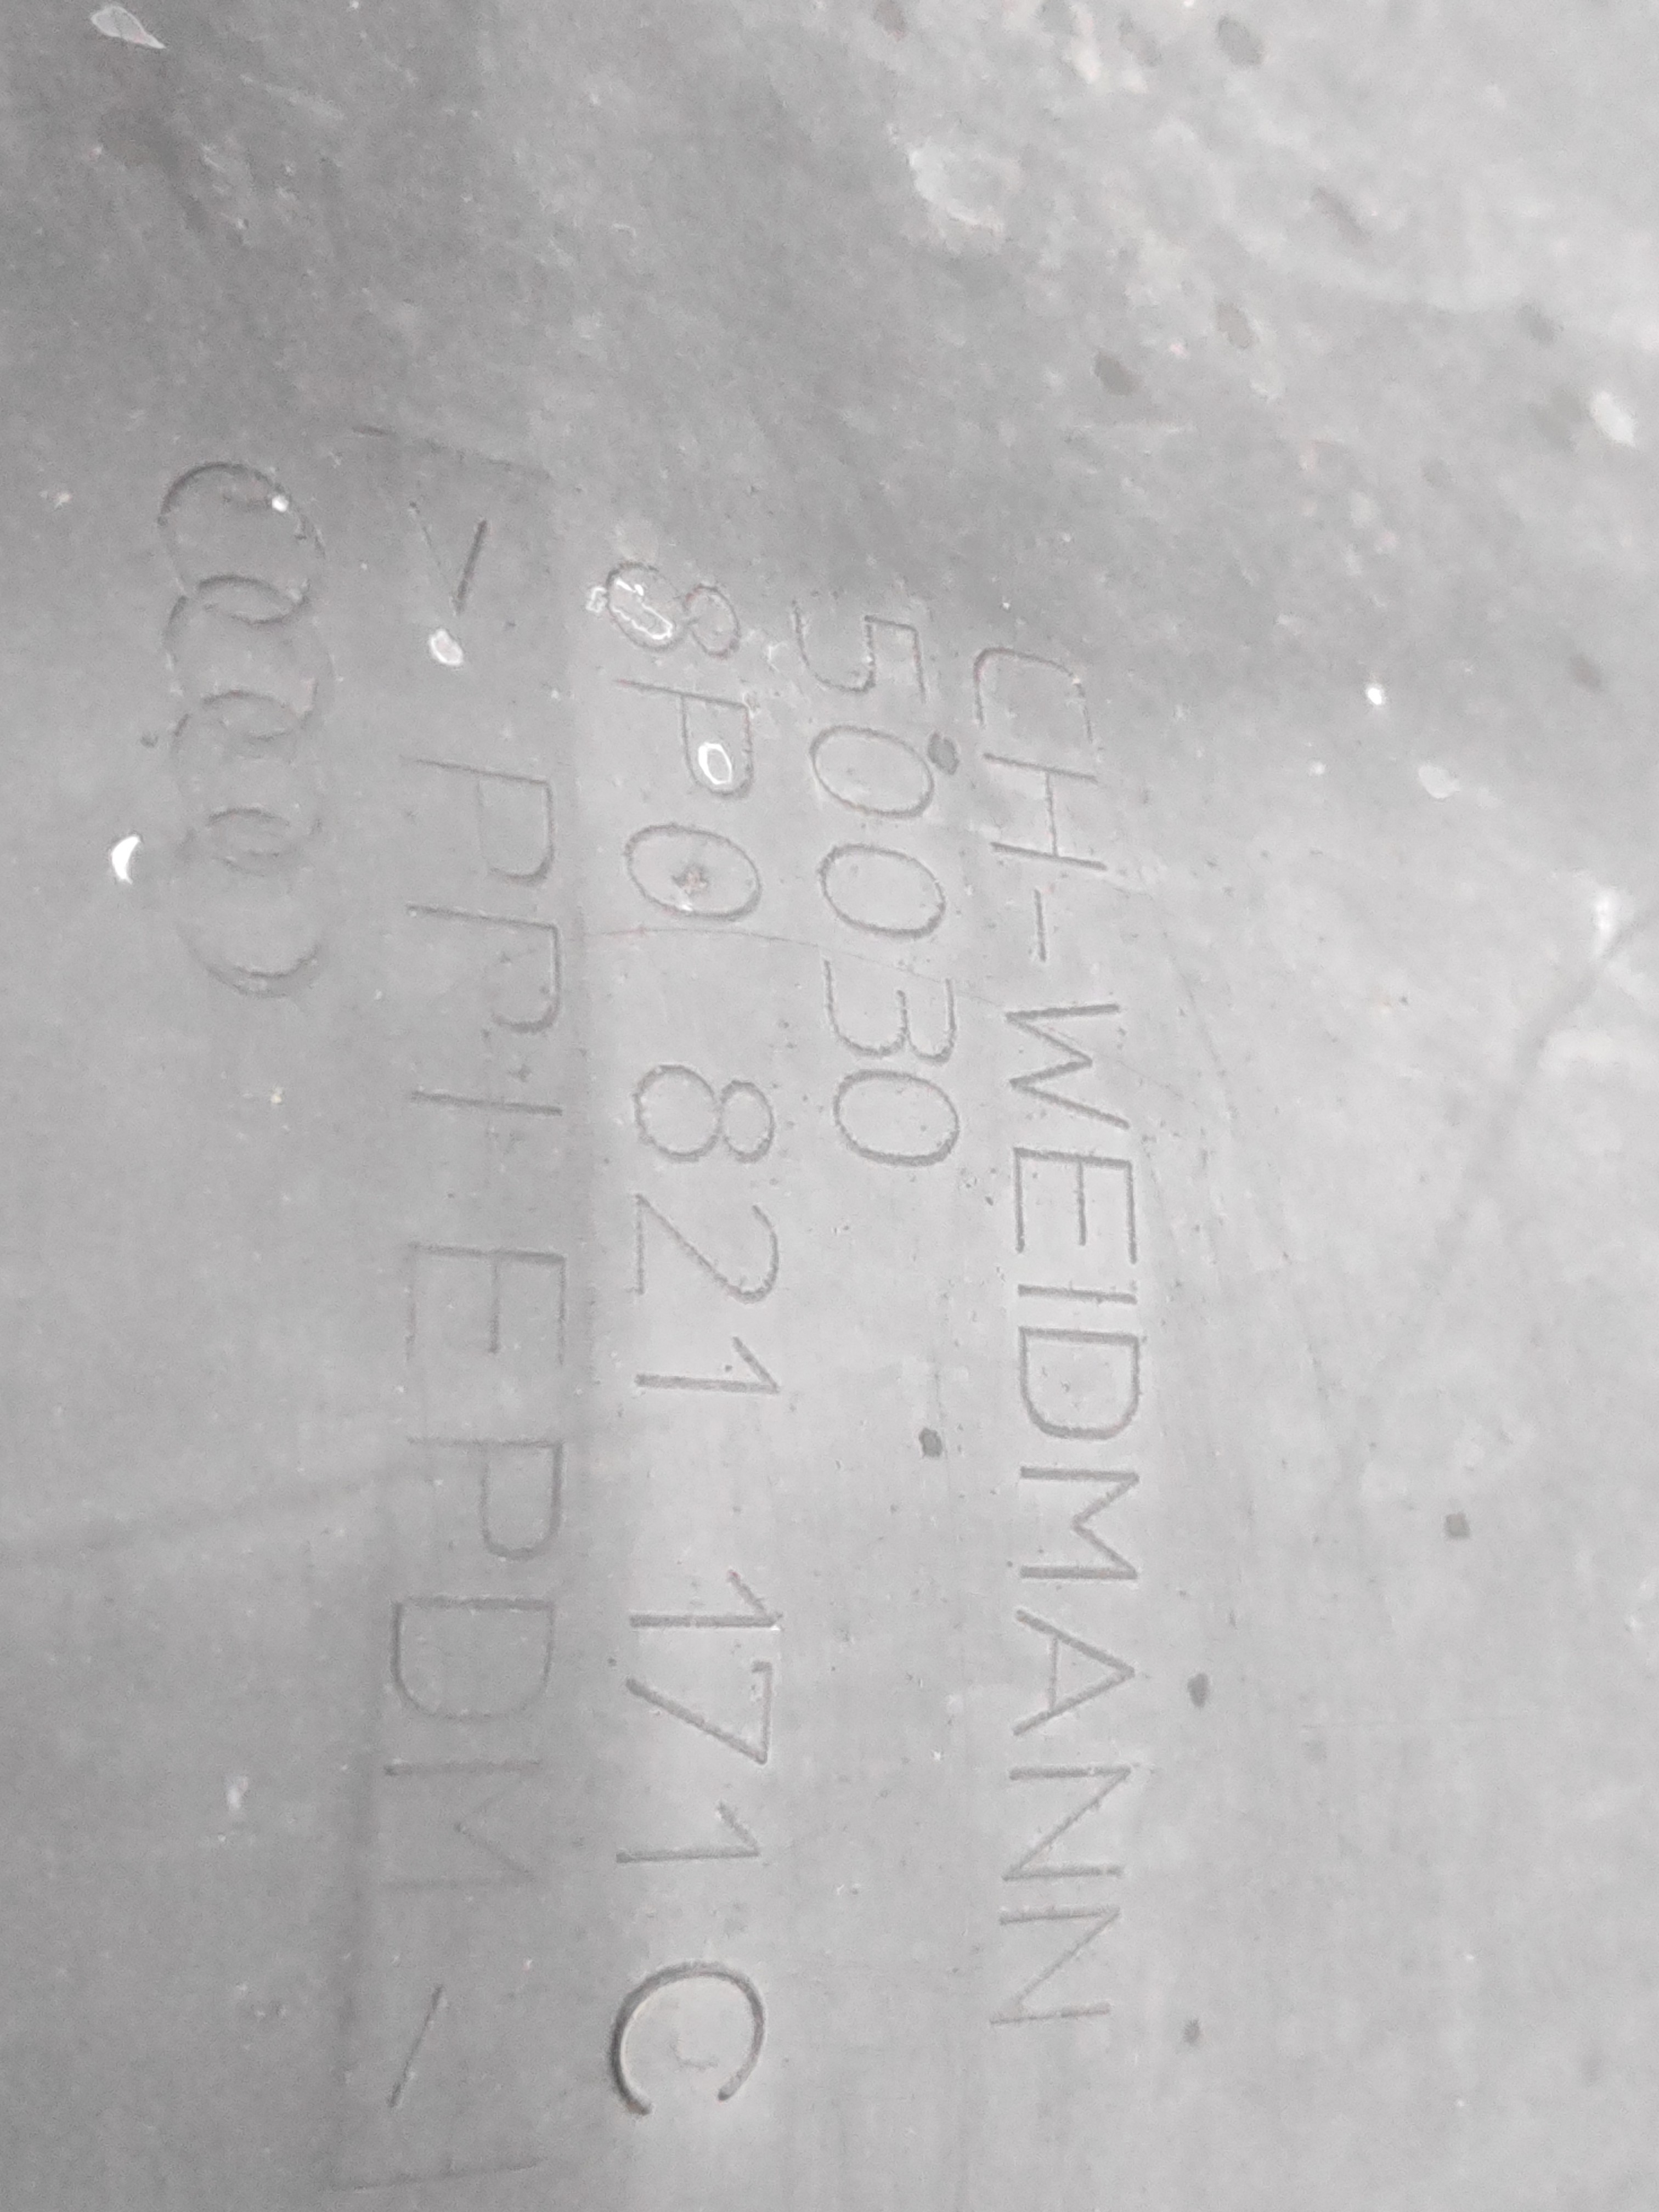 CH-WEIDMANN
50030
8P0 821 171 C
>PP+EPDM<